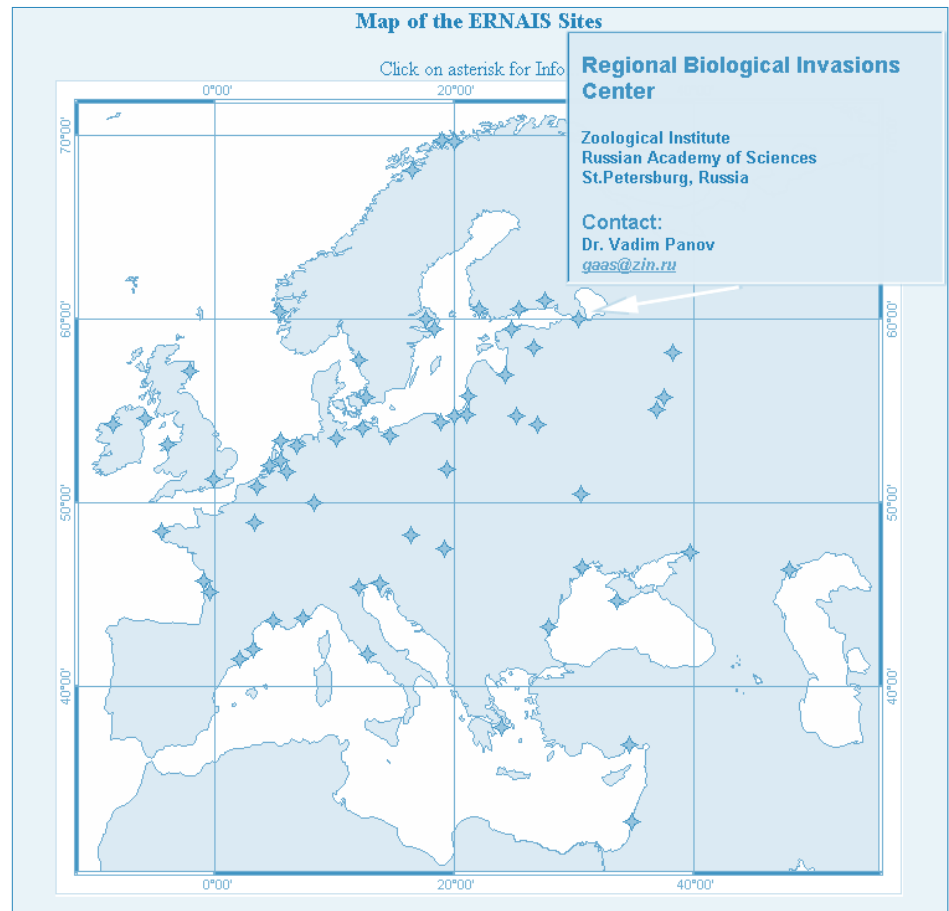 Map of the ERNAIS Sites
Click on asterisk for Info
Regional Biological Invasions
Center
Zoological Institute
Russian Academy of Sciences
St.Petersburg, Russia
Contact:
Dr. Vadim Panov
gaas@zin.ru
0°00'
20°00'
70°00'
60°00'
60°00'
50°00'
50°00'
40°00'
40°00'
0°00'
20°00'
40°00'